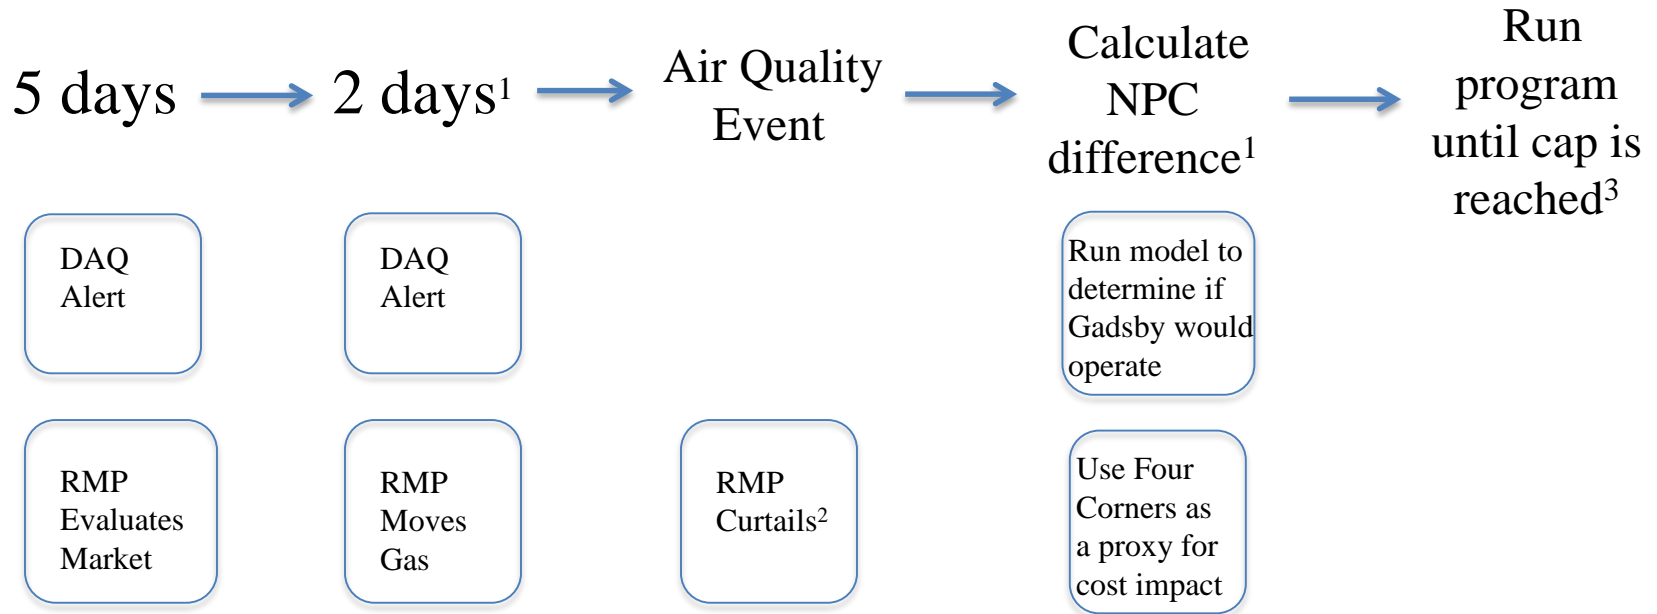 5 days
2 days¹
Air Quality
Event
Calculate
NPC
difference¹
Run
program
until cap is
reached³
DAQ
Alert
DAQ
Alert
Run model to
determine if
Gadsby would
operate
RMP
Evaluates
Market
RMP
Moves
Gas
RMP
Curtails²
Use Four
Corners as
a proxy for
cost impact